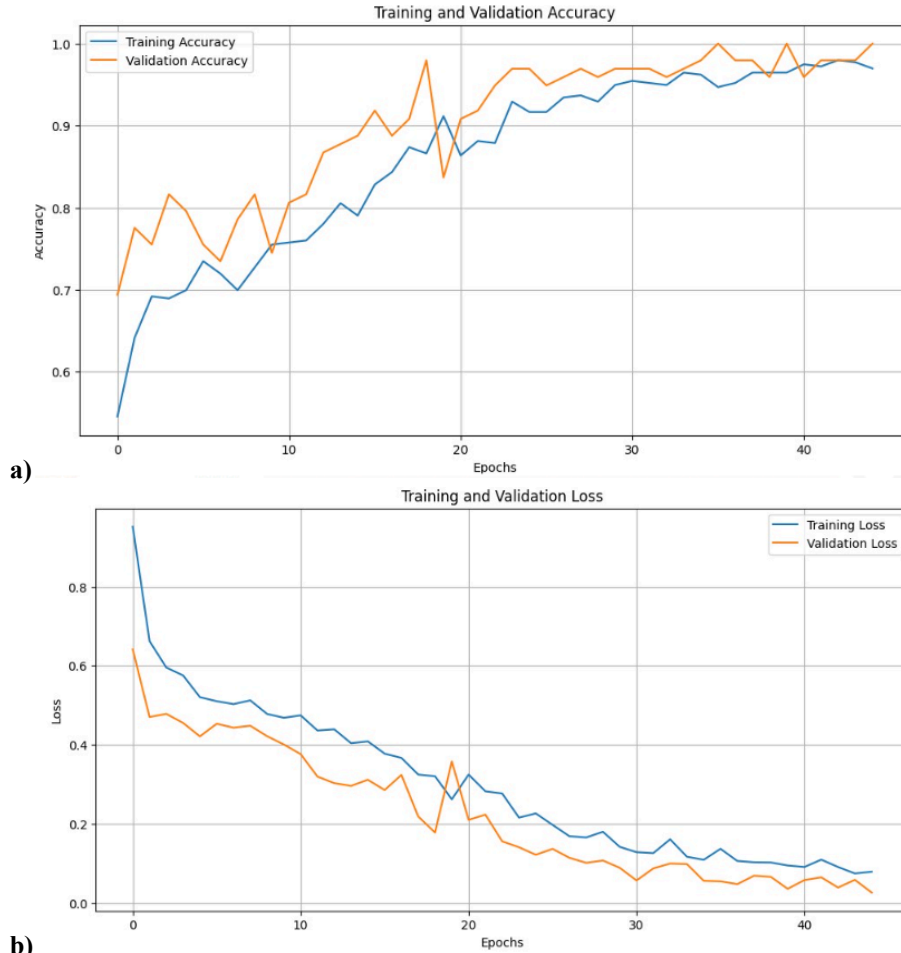 Training and Validation Accuracy
1.0
Training Accuracy
Validation Accuracy
0.9
0.8
Accuracy
0.7
0.6
0
10
20
30
40
Epochs
a)
Training and Validation Loss
Training Loss
Validation Loss
0.8
0.6
Loss
0.4
0.2
0.0
0
10
20
30
40
Epochs
b)